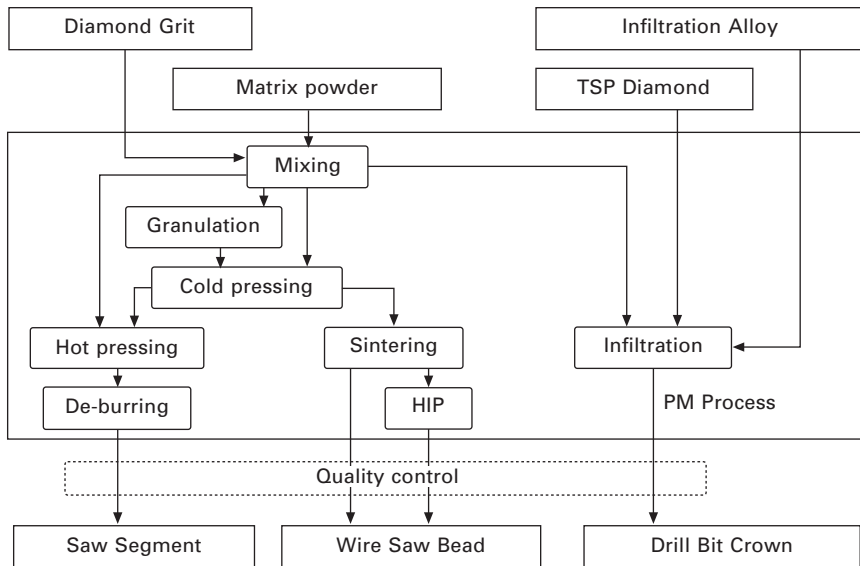 Diamond Grit
Infiltration Alloy
Matrix powder
TSP Diamond
Mixing
Granulation
Cold pressing
Hot pressing
Sintering
Infiltration
De-burring
HIP
PM Process
Quality control
Saw Segment
Wire Saw Bead
Drill Bit Crown